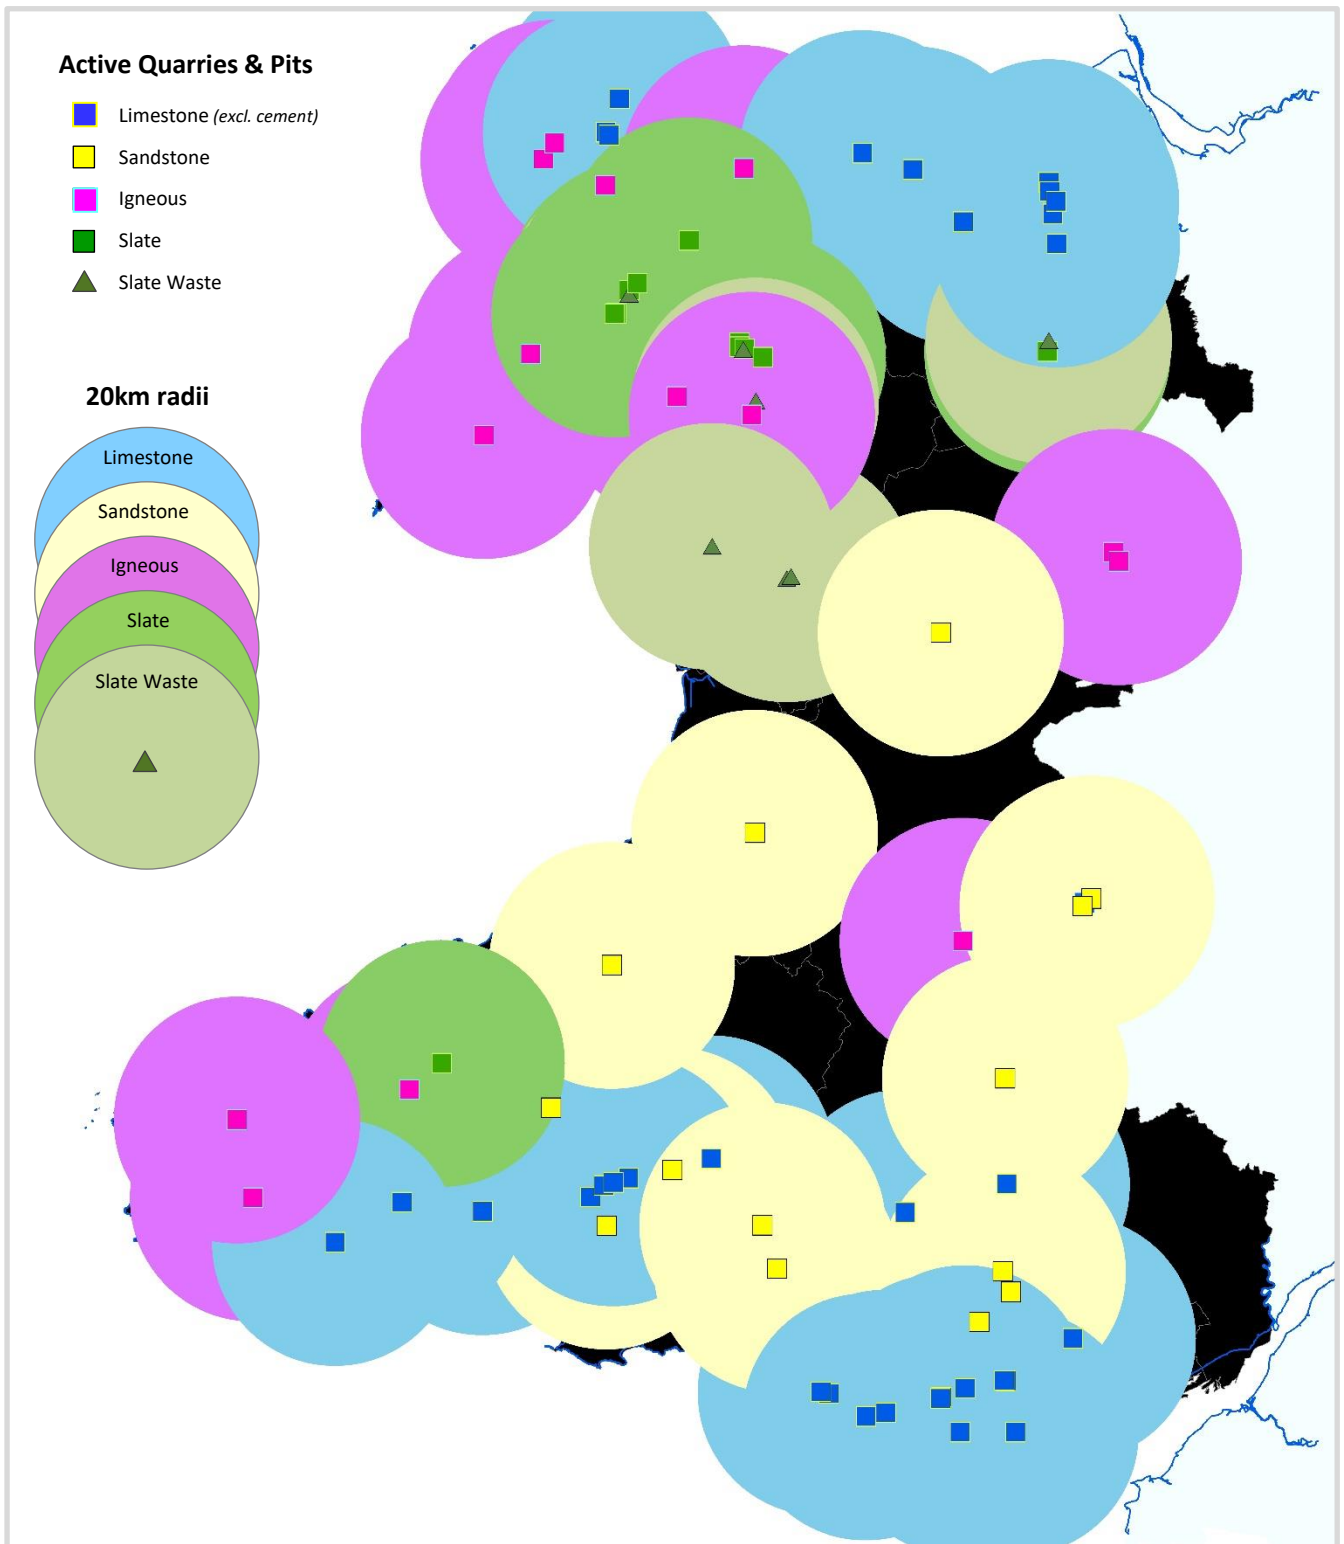 Active Quarries & Pits
Limestone (excl. cement)
Sandstone
Igneous
Slate
Slate Waste
20km radii
Limestone
Sandstone
Igneous
Slate
Slate Waste